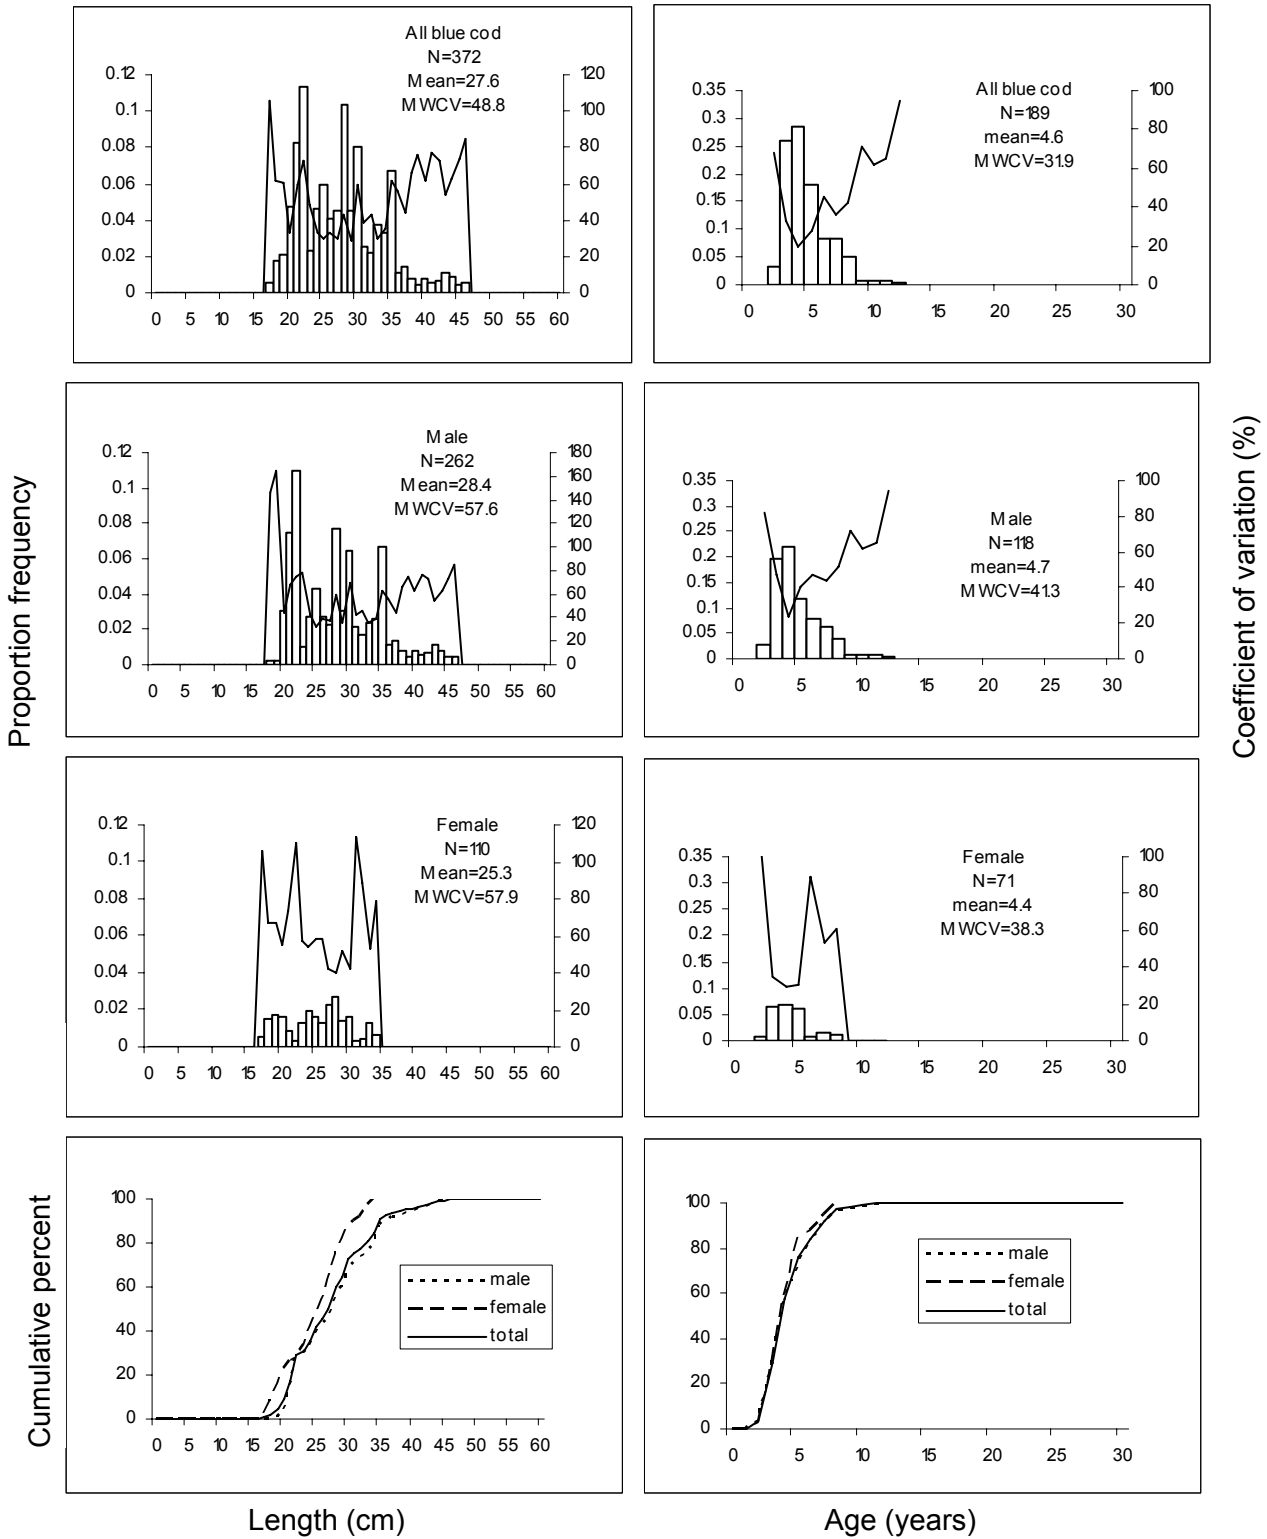 All blue cod
N=372
Mean=27.6
MWCV=48.8
0.12
0.1
0.08
0.06
0.04
0.02
0
120
100
80
60
40
20
0
0 5 10 15 20 25 30 35 40 45 50 55 60
All blue cod
N=189
mean=4.6
MWCV=31.9
0.35
0.3
0.25
0.2
0.15
0.1
0.05
0
100
80
60
40
20
0
0 5 10 15 20 25 30
Proportion frequency
Male
N=262
Mean=28.4
MWCV=57.6
0.12
0.1
0.08
0.06
0.04
0.02
0
180
160
140
120
100
80
60
40
20
0
0 5 10 15 20 25 30 35 40 45 50 55 60
Male
N=118
mean=4.7
MWCV=41.3
0.35
0.3
0.25
0.2
0.15
0.1
0.05
0
100
80
60
40
20
0
0 5 10 15 20 25 30
Coefficient of variation (%)
Female
N=110
Mean=25.3
MWCV=57.9
0.12
0.1
0.08
0.06
0.04
0.02
0
120
100
80
60
40
20
0
0 5 10 15 20 25 30 35 40 45 50 55 60
Female
N=71
mean=4.4
MWCV=38.3
0.35
0.3
0.25
0.2
0.15
0.1
0.05
0
100
80
60
40
20
0
0 5 10 15 20 25 30
Cumulative percent
100
80
60
40
20
0
male
female
total
0 5 10 15 20 25 30 35 40 45 50 55 60
Length (cm)
100
80
60
40
20
0
male
female
total
0 5 10 15 20 25 30
Age (years)